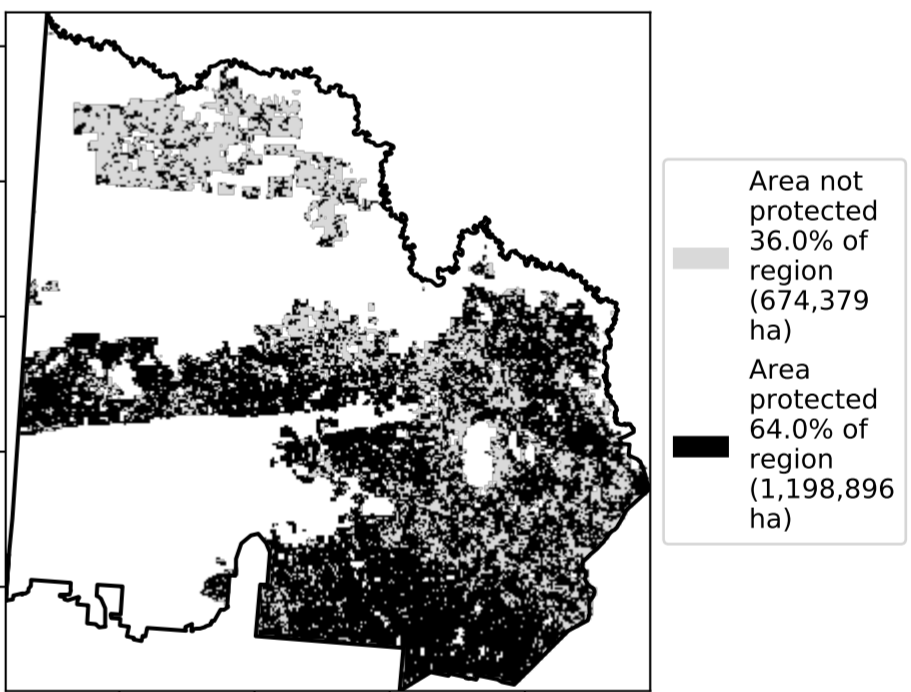 Area not
protected
36.0% of
region
(674,379
ha)
Area
protected
64.0% of
region
(1,198,896
ha)